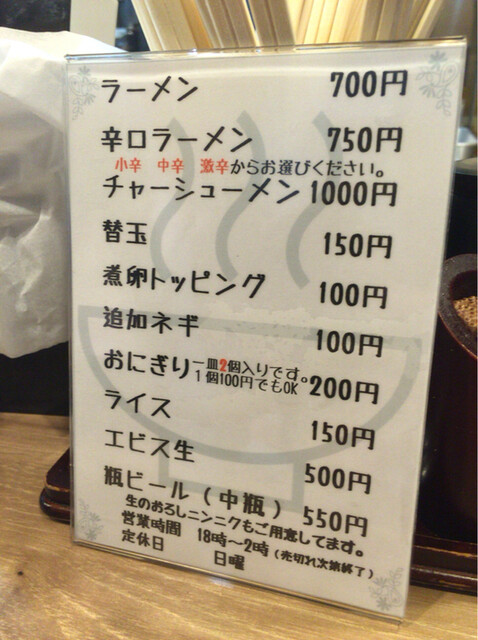 ラーメン 700円
辛口ラーメン 750円
小辛 中辛 激辛からお選びください。
チャーシューメン 1000円
替玉 150円
煮卵トッピング 100円
追加ネギ 100円
おにぎり 一皿2個入りです。 200円
1個100円でもOK
ライス 150円
エビス生 500円
瓶ビール(中瓶) 550円
生のおろしニンニクもご用意してます。
営業時間 18時〜2時(売切れ次第終了)
定休日 日曜